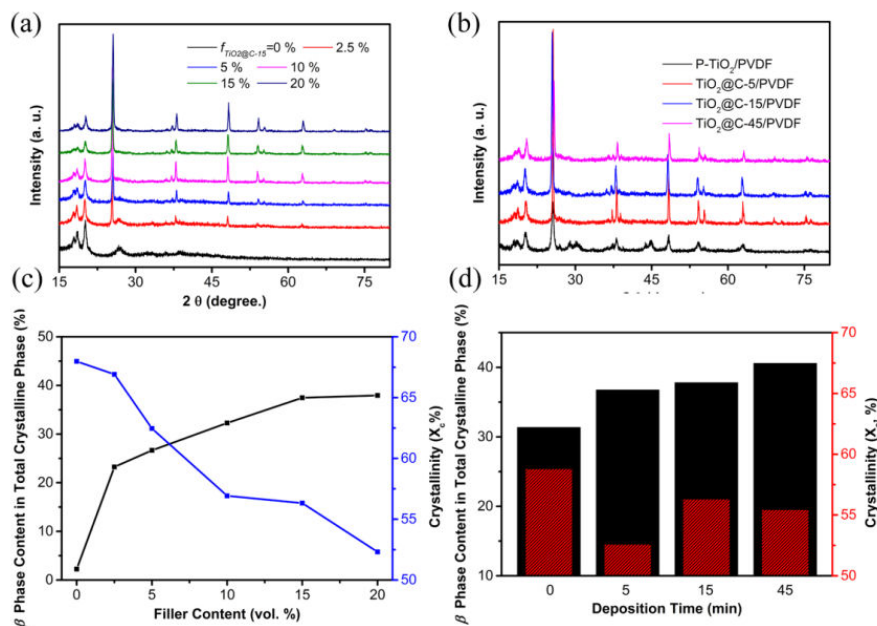 (a)
f TiO2@C-15=0 % 2.5 %
5 % 10 %
15 % 20 %
Intensity (a. u.)
15 30 45 60 75
2 θ (degree.)
(b)
P-TiO₂/PVDF
TiO₂@C-5/PVDF
TiO₂@C-15/PVDF
TiO₂@C-45/PVDF
Intensity (a. u.)
15 30 45 60 75
(c)
β Phase Content in Total Crystalline Phase (%)
50
40
30
20
10
0
70
65
60
55
50
Crystallinity (Xc%)
0 5 10 15 20
Filler Content (vol. %)
(d)
β Phase Content in Total Crystalline Phase (%)
40
30
20
10
70
65
60
55
50
Crystallinity (X %)
0 5 15 45
Deposition Time (min)